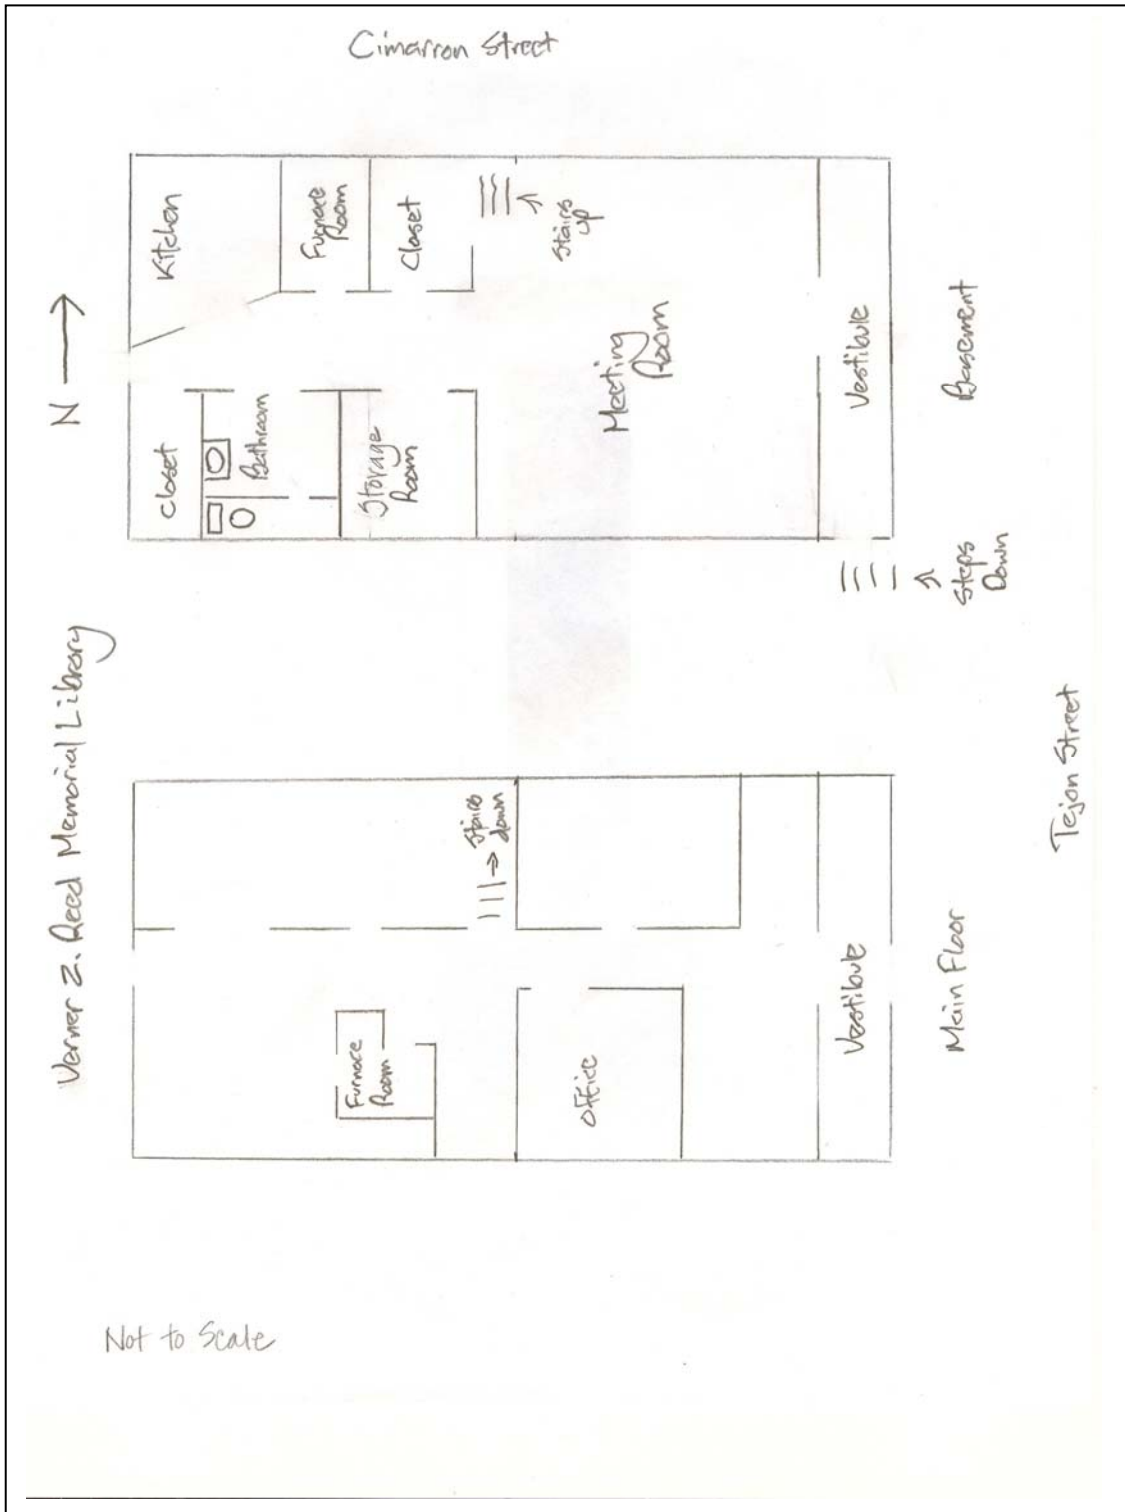 Cimarron Street
N
Verner Z. Reed Memorial Library
Kitchen
Furnace
Room
Closet
Stairs
up
Closet
Bathroom
Storage
Room
Meeting
Room
Vestibule
Basement
Steps
Down
Tejon Street
Stairs
down
Furnace
Room
Office
Vestibule
Main Floor
Not to Scale